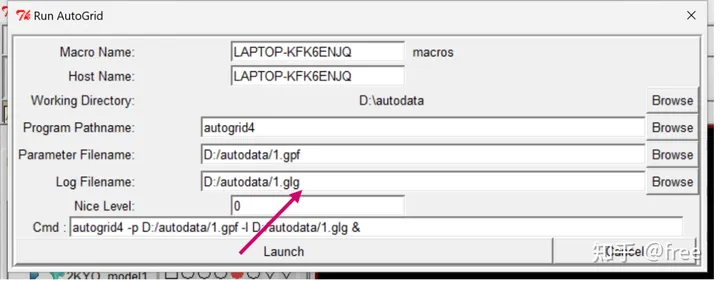 Run AutoGrid
Macro Name: LAPTOP-KFK6ENJQ macros
Host Name: LAPTOP-KFK6ENJQ
Working Directory: D:\autodata Browse
Program Pathname: autogrid4 Browse
Parameter Filename: D:/autodata/1.gpf Browse
Log Filename: D:/autodata/1.glg Browse
Nice Level: 0
Cmd : autogrid4 -p D:/autodata/1.gpf -l D:/autodata/1.glg &
Launch Cancel
知乎 @free
2KYO_model1